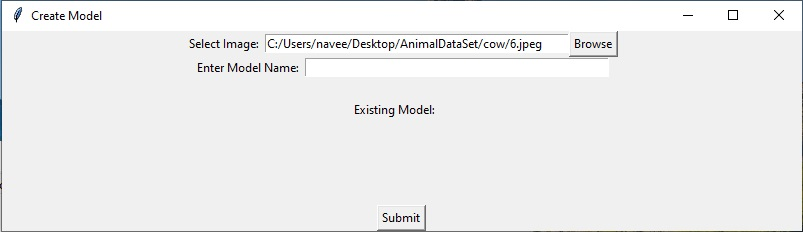 Create Model
Select Image: C:/Users/navee/Desktop/AnimalDataSet/cow/6.jpeg Browse
Enter Model Name:
Existing Model:
Submit